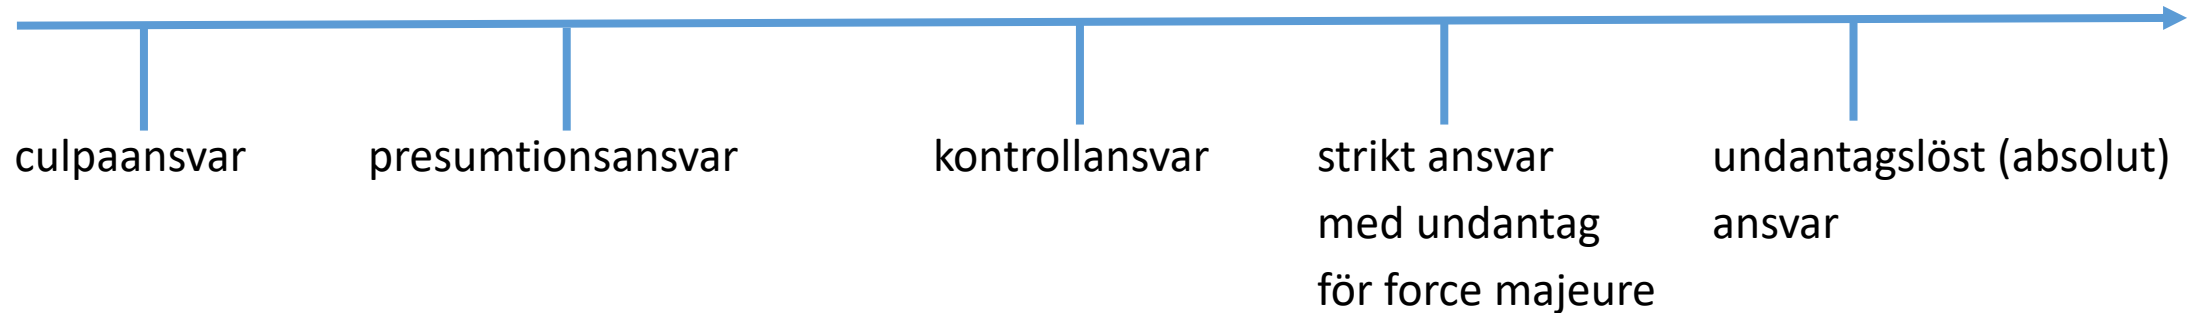 culpaansvar
presumtionsansvar
kontrollansvar
strikt ansvar
med undantag
för force majeure
undantagslöst (absolut)
ansvar